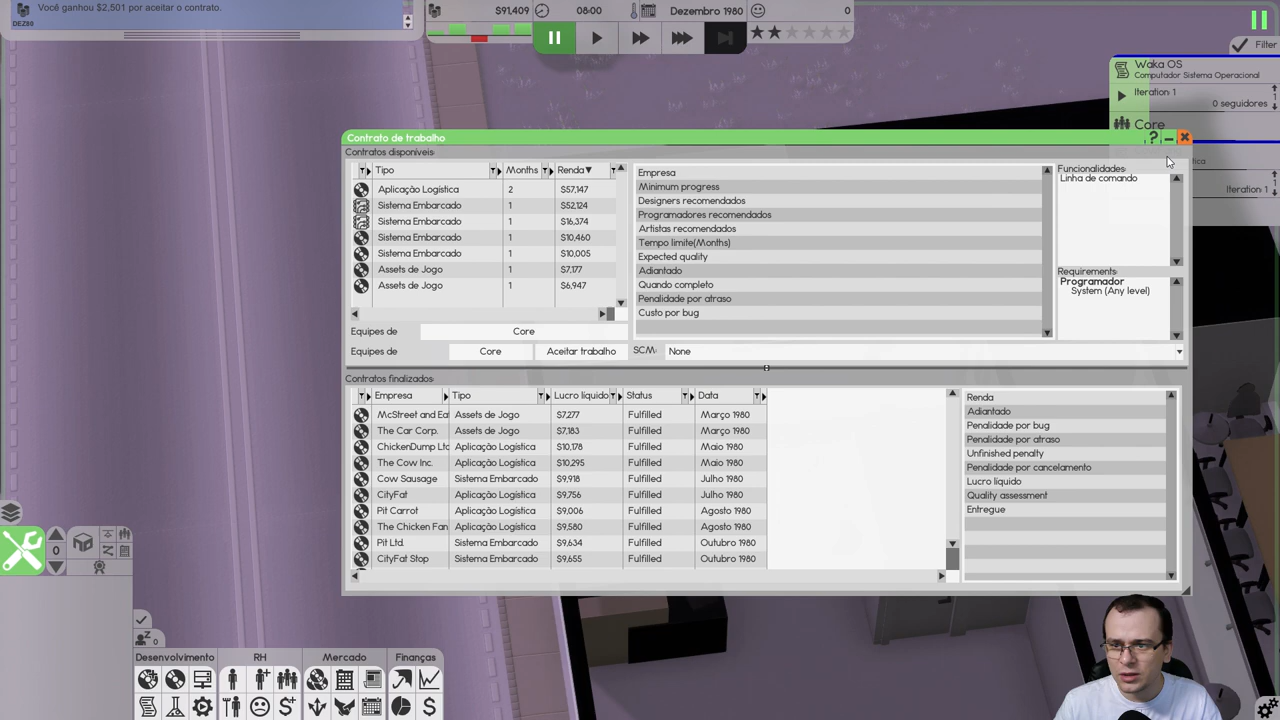 Você ganhou $2,501 por aceitar o contrato.
DEZ80
$91,409
08:00
Dezembro 1980
0
Filter
Waka OS
Computador Sistema Operacional
Iteration: 1
1
0 seguidores
Core
Iteration 1
1
Contrato de trabalho
?
Contratos disponíveis:
Tipo Months Renda▼
Aplicação Logística 2 $57,147
Sistema Embarcado 1 $52,124
Sistema Embarcado 1 $16,374
Sistema Embarcado 1 $10,460
Sistema Embarcado 1 $10,005
Assets de Jogo 1 $7,177
Assets de Jogo 1 $6,947
Equipes de Core
Equipes de Core Aceitar trabalho
Empresa
Minimum progress
Designers recomendados
Programadores recomendados
Artistas recomendados
Tempo limite(Months)
Expected quality
Adiantado
Quando completo
Penalidade por atraso
Custo por bug
SCM: None
Funcionalidades:
Linha de comando
Requirements:
Programador
System (Any level)
Contratos finalizados:
Empresa Tipo Lucro líquido Status Data
McStreet and Eat Assets de Jogo $7,277 Fulfilled Março 1980
The Car Corp. Assets de Jogo $7,183 Fulfilled Março 1980
ChickenDump Ltd Aplicação Logística $10,178 Fulfilled Maio 1980
The Cow Inc. Aplicação Logística $10,295 Fulfilled Maio 1980
Cow Sausage Sistema Embarcado $9,918 Fulfilled Julho 1980
CityFat Aplicação Logística $9,756 Fulfilled Julho 1980
Pit Carrot Aplicação Logística $9,006 Fulfilled Agosto 1980
The Chicken Fan Aplicação Logística $9,580 Fulfilled Agosto 1980
Pit Ltd. Sistema Embarcado $9,634 Fulfilled Outubro 1980
CityFat Stop Sistema Embarcado $9,655 Fulfilled Outubro 1980
Renda
Adiantado
Penalidade por bug
Penalidade por atraso
Unfinished penalty
Penalidade por cancelamento
Lucro líquido
Quality assessment
Entregue
0
Z 0
Desenvolvimento RH Mercado Finanças